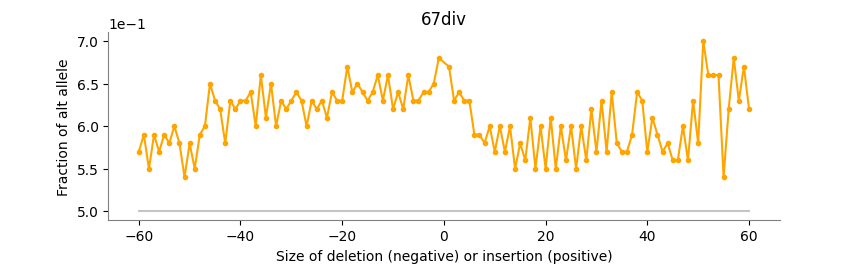 67div
1e−1
7.0
6.5
6.0
5.5
5.0
Fraction of alt allele
−60 −40 −20 0 20 40 60
Size of deletion (negative) or insertion (positive)